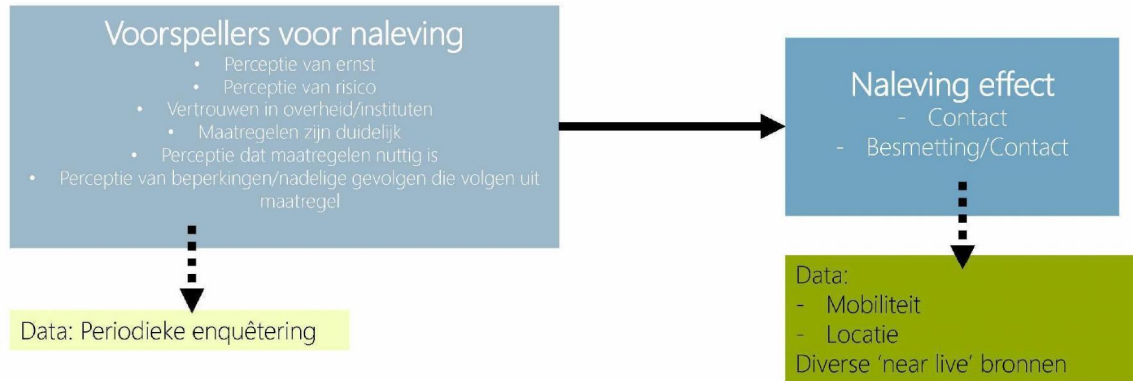 Voorspellers voor naleving
• Perceptie van ernst
• Perceptie van risico
• Vertrouwen in overheid/instituten
• Maatregelen zijn duidelijk
• Perceptie dat maatregelen nuttig is
• Perceptie van beperkingen/nadelige gevolgen die volgen uit
maatregel
Data: Periodieke enquêtering
Naleving effect
- Contact
- Besmetting/Contact
Data:
- Mobiliteit
- Locatie
Diverse 'near live' bronnen